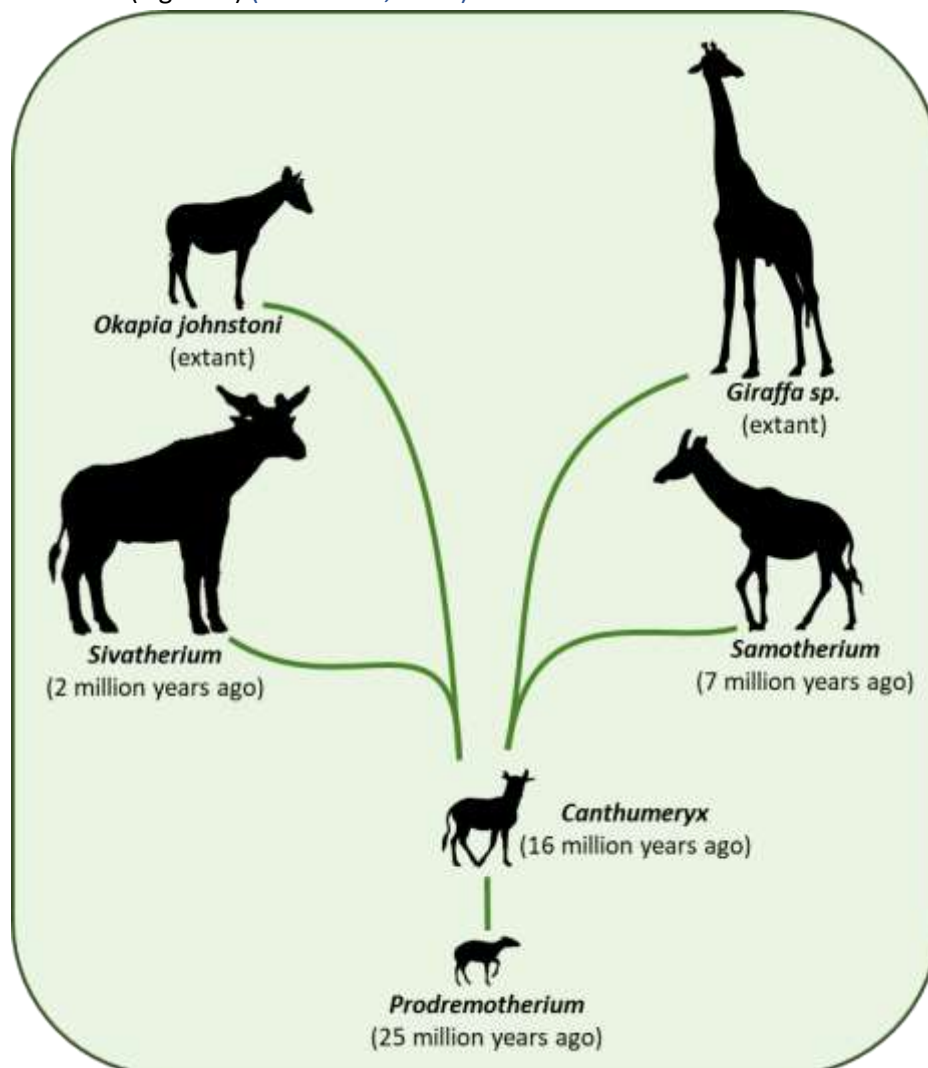 Okapia johnstoni
(extant)
Giraffa sp.
(extant)
Sivatherium
(2 million years ago)
Samotherium
(7 million years ago)
Canthumeryx
(16 million years ago)
Prodremotherium
(25 million years ago)